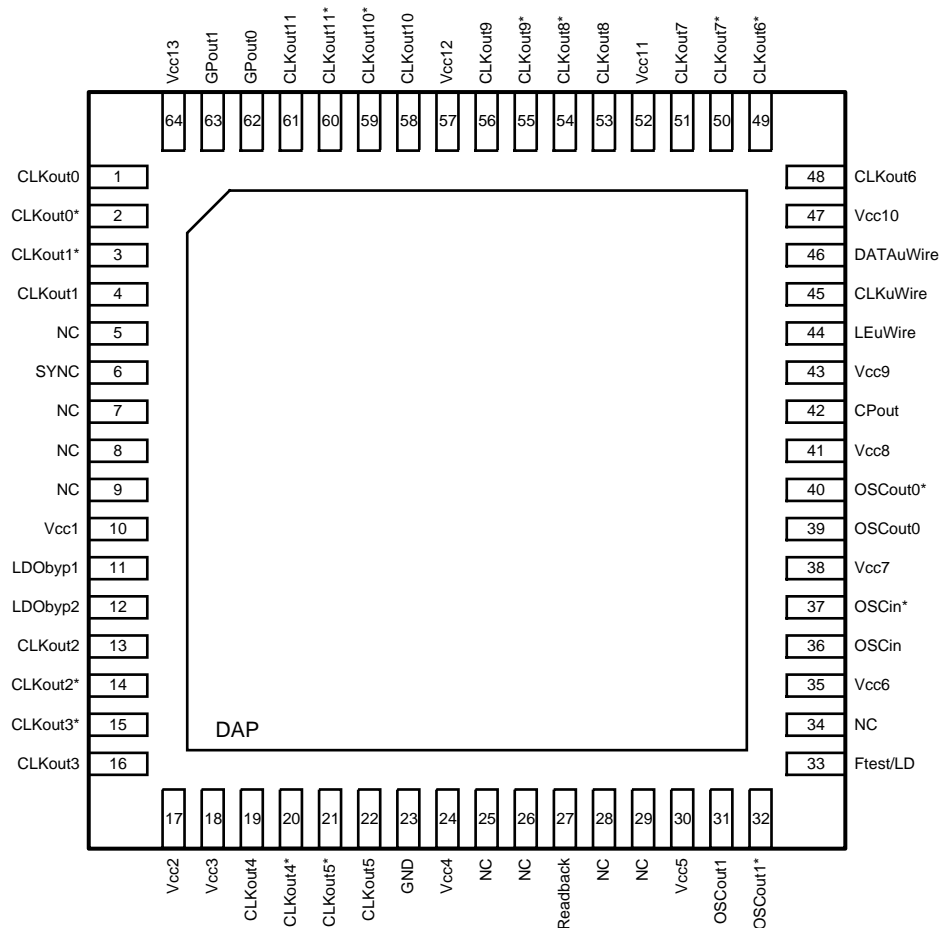 Vcc13
GPout1
GPout0
CLKout11
CLKout11*
CLKout10*
CLKout10
Vcc12
CLKout9
CLKout9*
CLKout8*
CLKout8
Vcc11
CLKout7
CLKout7*
CLKout6*
64 63 62 61 60 59 58 57 56 55 54 53 52 51 50 49
CLKout0 1 48 CLKout6
CLKout0* 2 47 Vcc10
CLKout1* 3 46 DATAuWire
CLKout1 4 45 CLKuWire
NC 5 44 LEuWire
SYNC 6 43 Vcc9
NC 7 42 CPout
NC 8 41 Vcc8
NC 9 40 OSCout0*
Vcc1 10 39 OSCout0
LDObyp1 11 38 Vcc7
LDObyp2 12 37 OSCin*
CLKout2 13 36 OSCin
CLKout2* 14 35 Vcc6
CLKout3* 15 34 NC
DAP
CLKout3 16 33 Ftest/LD
17 18 19 20 21 22 23 24 25 26 27 28 29 30 31 32
Vcc2
Vcc3
CLKout4
CLKout4*
CLKout5*
CLKout5
GND
Vcc4
NC
NC
Readback
NC
NC
Vcc5
OSCout1
OSCout1*